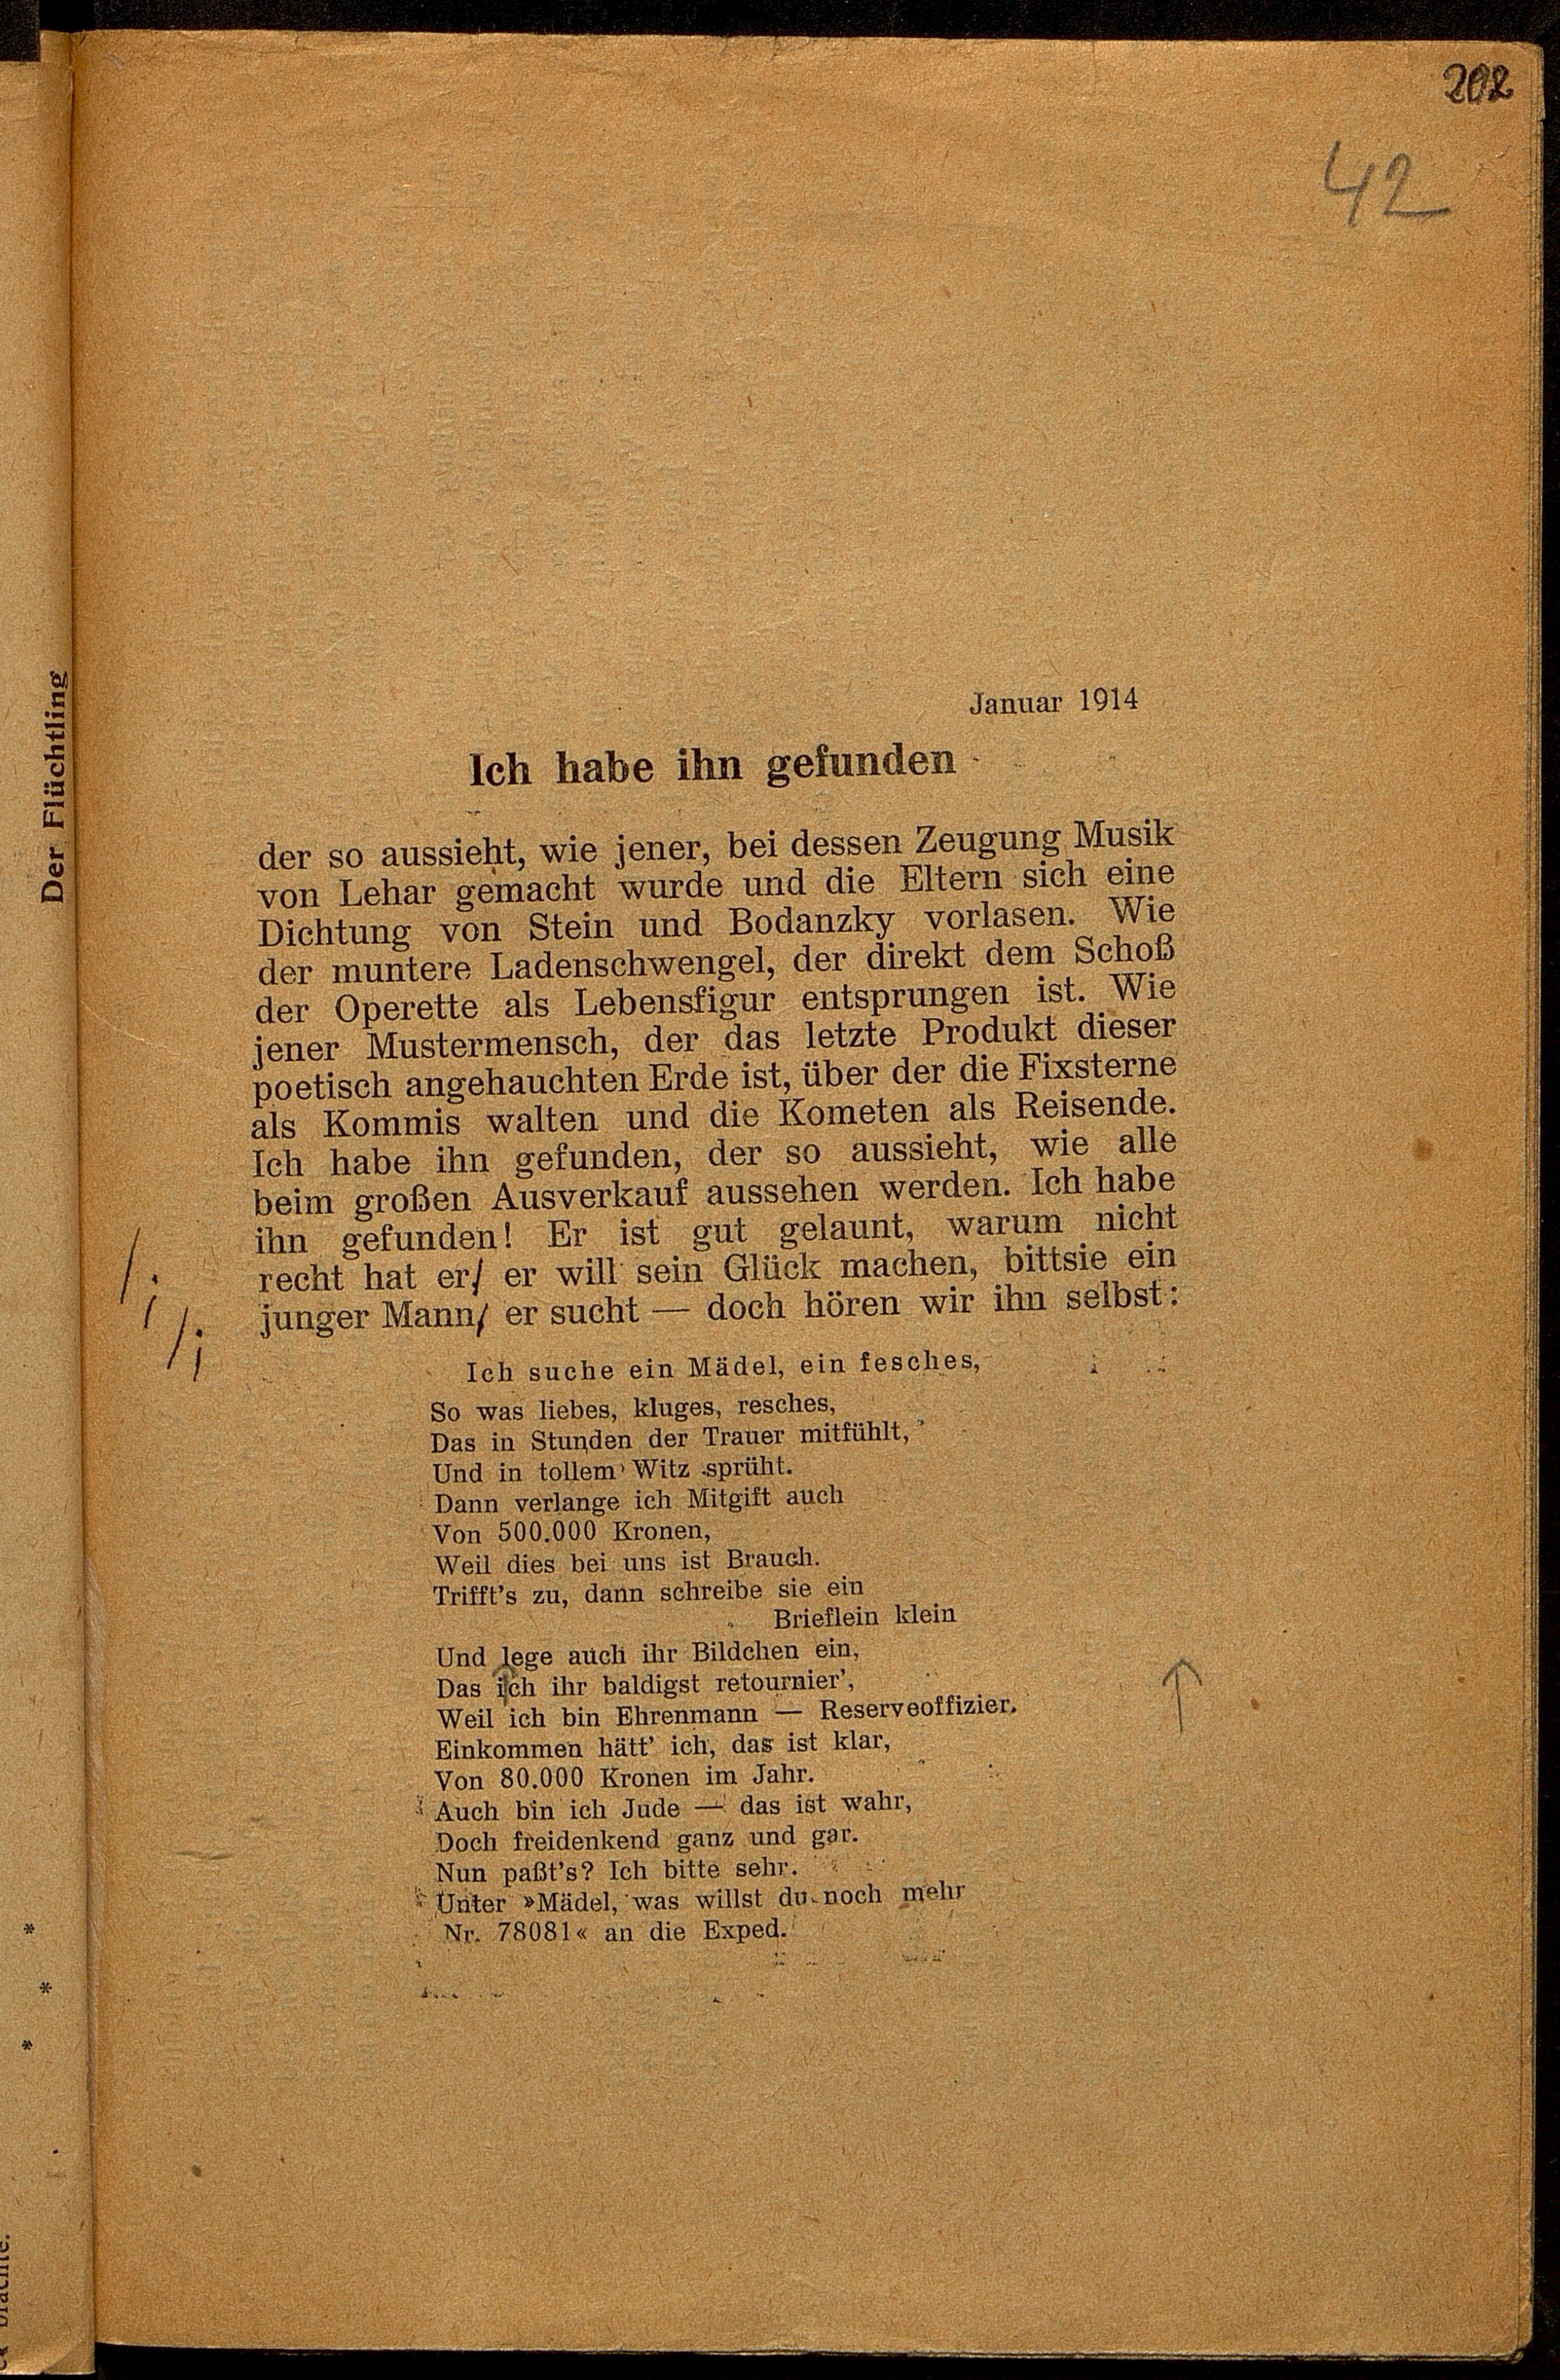 202
42
Der Flüchtling
Januar 1914
Ich habe ihn gefunden
der so aussieht, wie jener, bei dessen Zeugung Musik
von Lehar gemacht wurde und die Eltern sich eine
Dichtung von Stein und Bodanzky vorlasen. Wie
der muntere Ladenschwengel, der direkt dem Schoß
der Operette als Lebensfigur entsprungen ist. Wie
jener Mustermensch, der das letzte Produkt dieser
poetisch angehauchten Erde ist, über der die Fixsterne
als Kommis walten und die Kometen als Reisende.
Ich habe ihn gefunden, der so aussieht, wie alle
beim großen Ausverkauf aussehen werden. Ich habe
ihn gefunden! Er ist gut gelaunt, warum nicht
recht hat er/ er will sein Glück machen, bittsie ein
/;
junger Mann/ er sucht — doch hören wir ihn selbst:
/;
Ich suche ein Mädel, ein fesches,
So was liebes, kluges, resches,
Das in Stunden der Trauer mitfühlt,
Und in tollem Witz sprüht.
Dann verlange ich Mitgift auch
Von 500.000 Kronen,
Weil dies bei uns ist Brauch.
Trifft's zu, dann schreibe sie ein
Brieflein klein
Und lege auch ihr Bildchen ein,
Das ich ihr baldigst retournier',
Weil ich bin Ehrenmann — Reserveoffizier.
Einkommen hätt' ich, das ist klar,
Von 80.000 Kronen im Jahr.
Auch bin ich Jude — das ist wahr,
Doch freidenkend ganz und gar.
Nun paßt's? Ich bitte sehr.
Unter »Mädel, was willst du noch mehr
Nr. 78081« an die Exped.